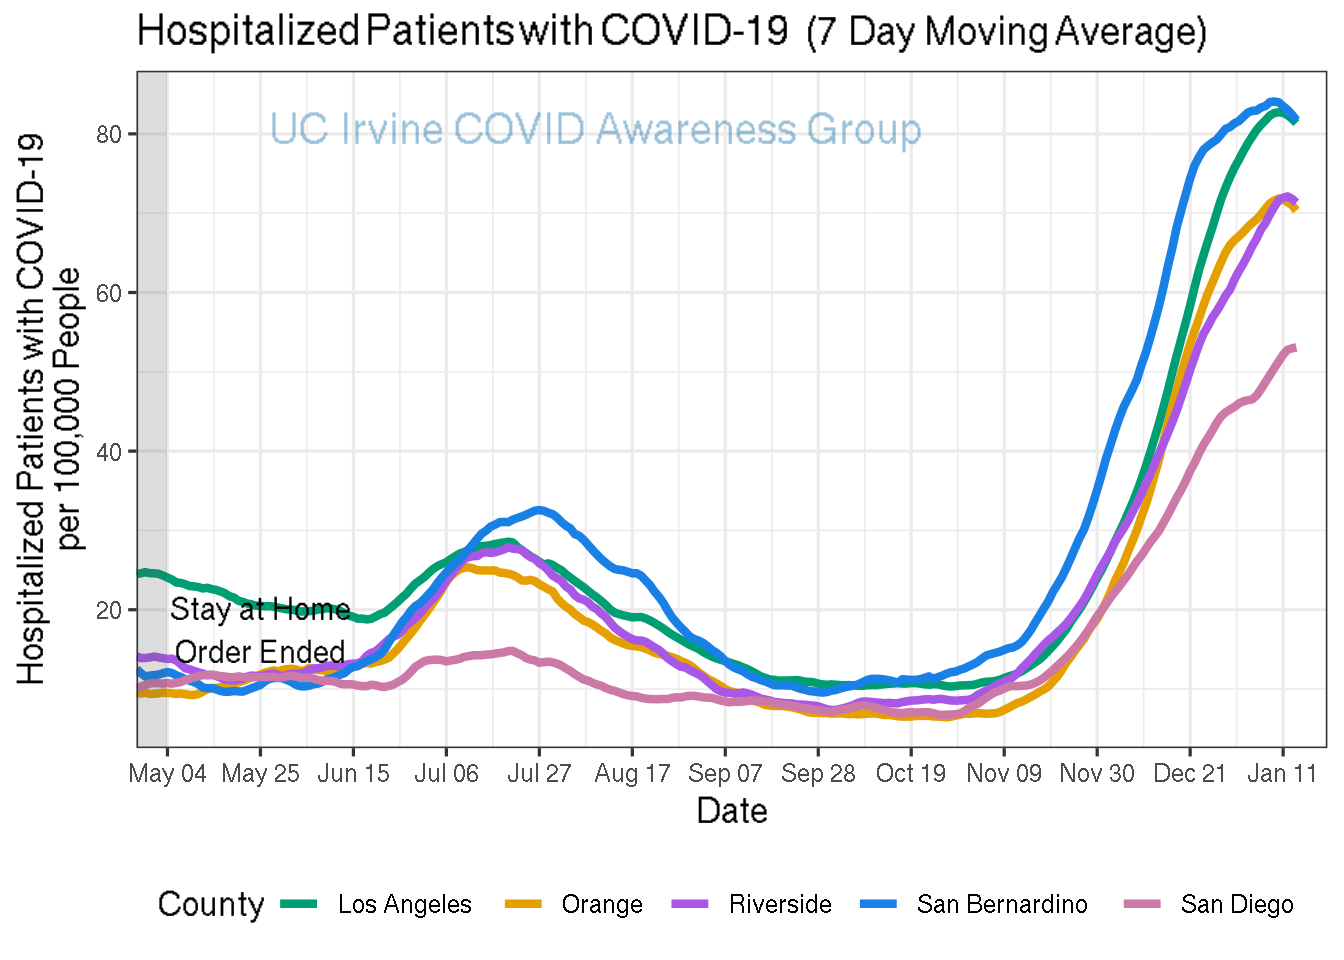 Hospitalized Patients with COVID-19 (7 Day Moving Average)
UC Irvine COVID Awareness Group
Hospitalized Patients with COVID-19
per 100,000 People
80
60
40
20
Stay at Home
Order Ended
May 04 May 25 Jun 15 Jul 06 Jul 27 Aug 17 Sep 07 Sep 28 Oct 19 Nov 09 Nov 30 Dec 21 Jan 11
Date
County Los Angeles Orange Riverside San Bernardino San Diego